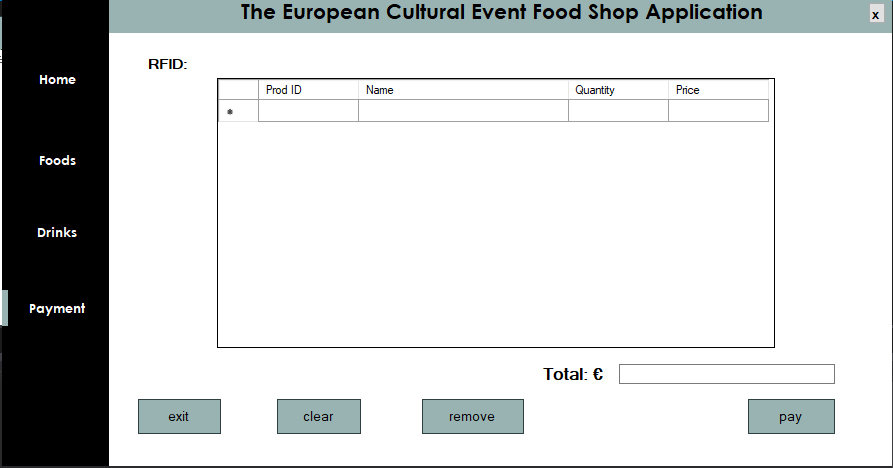 The European Cultural Event Food Shop Application
x
Home
Foods
Drinks
Payment
RFID:
Prod ID Name Quantity Price
*
Total: €
exit clear remove pay